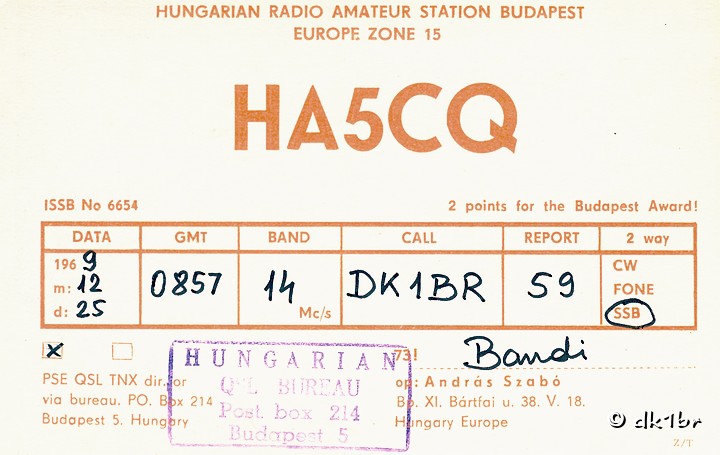 HUNGARIAN RADIO AMATEUR STATION BUDAPEST
EUROPE ZONE 15
HA5CQ
ISSB No 6654 2 points for the Budapest Award!
DATA GMT BAND CALL REPORT 2 way
1969 0857 14 Mc/s DK1BR 59 CW
m: 12 FONE
d: 25 SSB
x 73! Bandi
PSE QSL TNX dir. or op: András Szabó
via bureau. PO. Box 214 Bp. XI. Bártfai u. 38. V. 18.
Budapest 5. Hungary Hungary Europe
HUNGARIAN
QSL BUREAU
Post. box 214
Budapest 5
© dk1br
Z/T